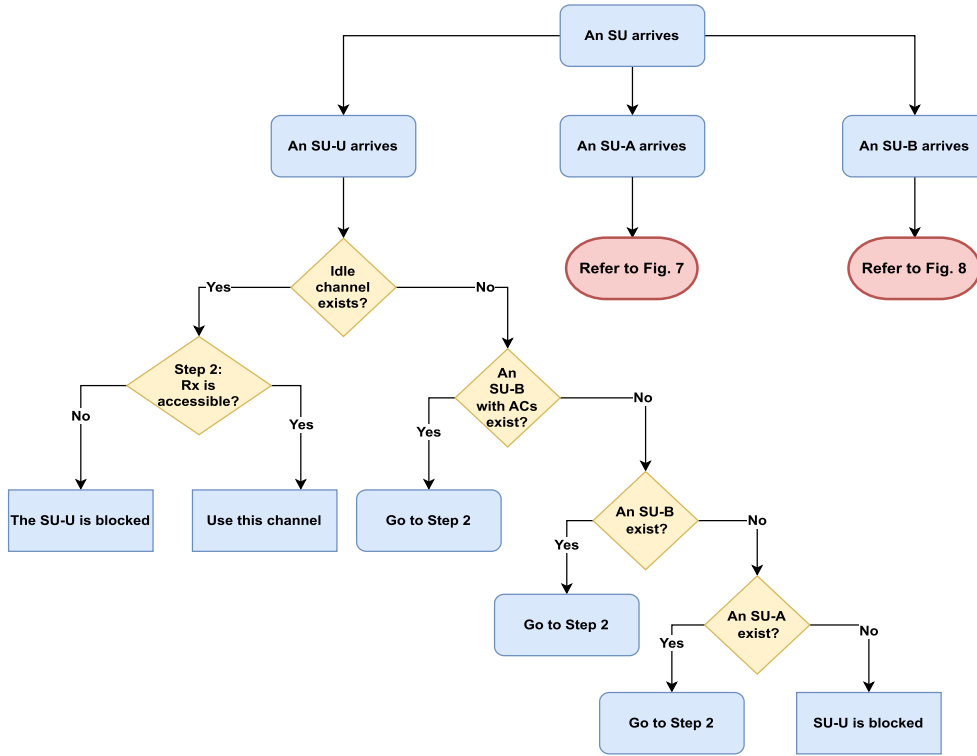 An SU arrives
An SU-U arrives
An SU-A arrives
An SU-B arrives
Refer to Fig. 7
Refer to Fig. 8
Idle
channel
exists?
Yes
No
Step 2:
Rx is
accessible?
An
SU-B
with ACs
exist?
No
Yes
Yes
No
The SU-U is blocked
Use this channel
Go to Step 2
An SU-B
exist?
Yes
No
Go to Step 2
An SU-A
exist?
Yes
No
Go to Step 2
SU-U is blocked